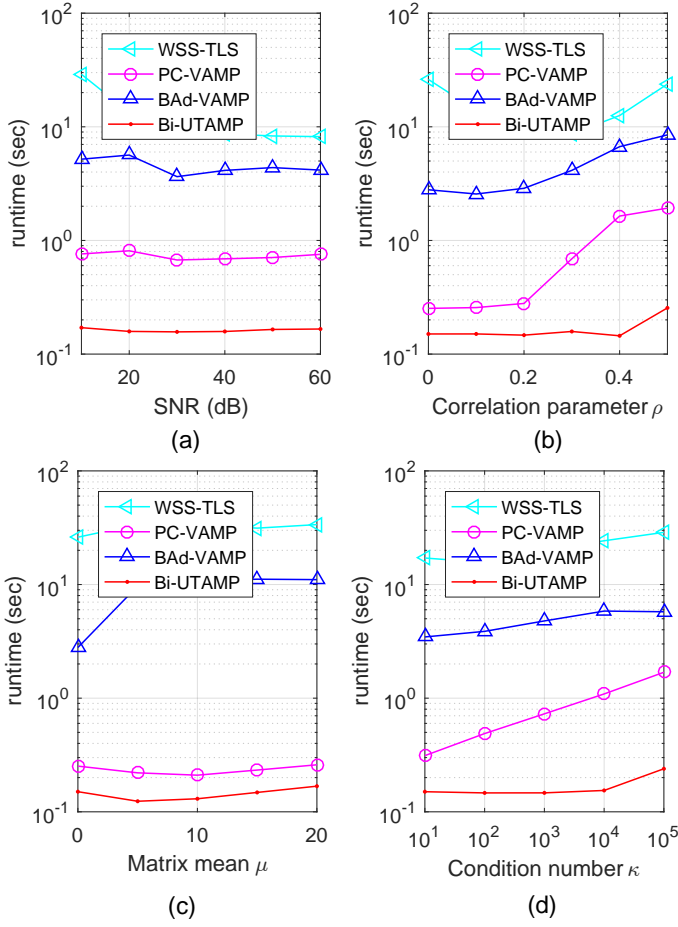 10^2
10^1
10^0
10^-1
runtime (sec)
WSS-TLS
PC-VAMP
BAd-VAMP
Bi-UTAMP
20
40
60
SNR (dB)
(a)
10^2
10^1
10^0
10^-1
runtime (sec)
WSS-TLS
PC-VAMP
BAd-VAMP
Bi-UTAMP
0
0.2
0.4
Correlation parameter ρ
(b)
10^2
10^1
10^0
10^-1
runtime (sec)
WSS-TLS
PC-VAMP
BAd-VAMP
Bi-UTAMP
0
10
20
Matrix mean μ
(c)
10^2
10^1
10^0
10^-1
runtime (sec)
WSS-TLS
PC-VAMP
BAd-VAMP
Bi-UTAMP
10^1
10^2
10^3
10^4
10^5
Condition number κ
(d)